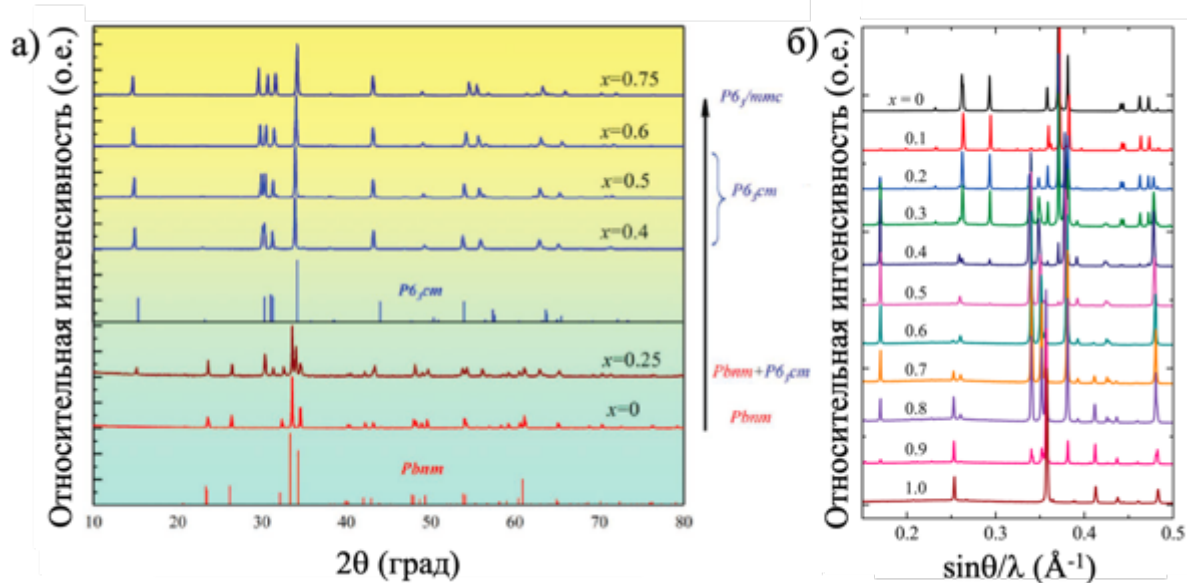 а)
Относительная интенсивность (о.е.)
x=0.75
x=0.6
x=0.5
x=0.4
P6₃cm
x=0.25
x=0
Pbnm
10 20 30 40 50 60 70 80
2θ (град)
P6₃/mmc
P6₃cm
Pbnm+P6₃cm
Pbnm
б)
Относительная интенсивность (о.е.)
x = 0
0.1
0.2
0.3
0.4
0.5
0.6
0.7
0.8
0.9
1.0
0.2 0.3 0.4 0.5
sinθ/λ (Å⁻¹)